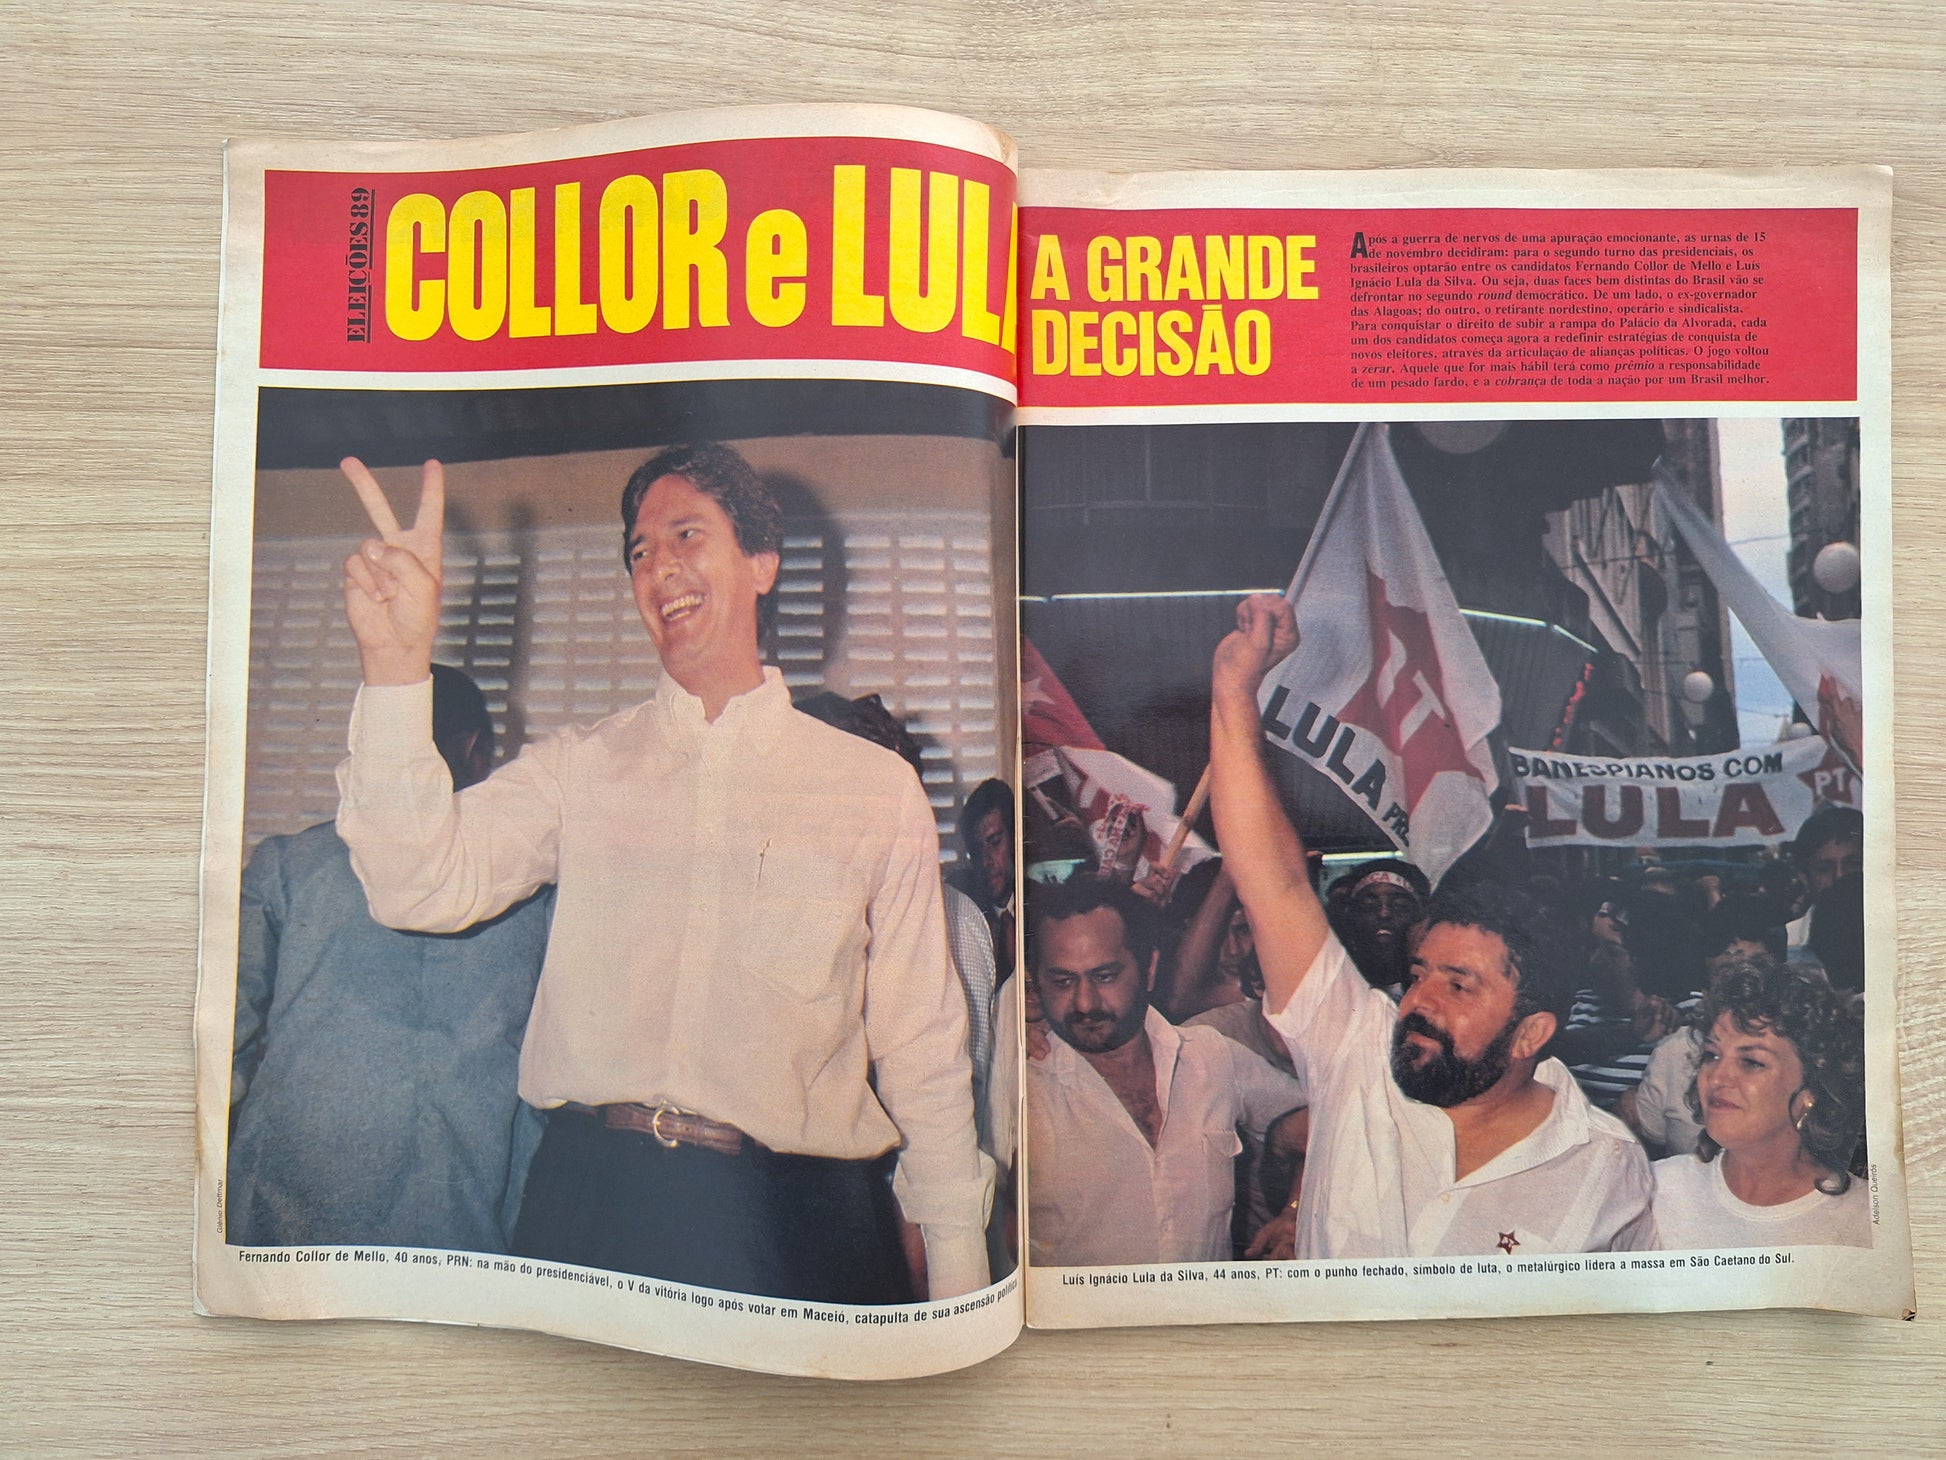 ELEIÇÕES 89
COLLOR e LULA
A GRANDE
DECISÃO
Após a guerra de nervos de uma apuração emocionante, as urnas de 15
de novembro decidiram: para o segundo turno das presidenciais, os
brasileiros optarão entre os candidatos Fernando Collor de Mello e Luís
Ignácio Lula da Silva. Ou seja, duas faces bem distintas do Brasil vão se
defrontar no segundo round democrático. De um lado, o ex-governador
das Alagoas; do outro, o retirante nordestino, operário e sindicalista.
Para conquistar o direito de subir a rampa do Palácio da Alvorada, cada
um dos candidatos começa agora a redefinir estratégias de conquista de
novos eleitores, através da articulação de alianças políticas. O jogo voltou
a zerar. Aquele que for mais hábil terá como prêmio a responsabilidade
de um pesado fardo, e a cobrança de toda a nação por um Brasil melhor.
Glênio Dettmar
Fernando Collor de Mello, 40 anos, PRN: na mão do presidenciável, o V da vitória logo após votar em Maceió, catapulta de sua ascensão política
PT
LULA PRE
BANESPIANOS COM
LULA
PT
Adelson Queirós
Luís Ignácio Lula da Silva, 44 anos, PT: com o punho fechado, símbolo de luta, o metalúrgico lidera a massa em São Caetano do Sul.